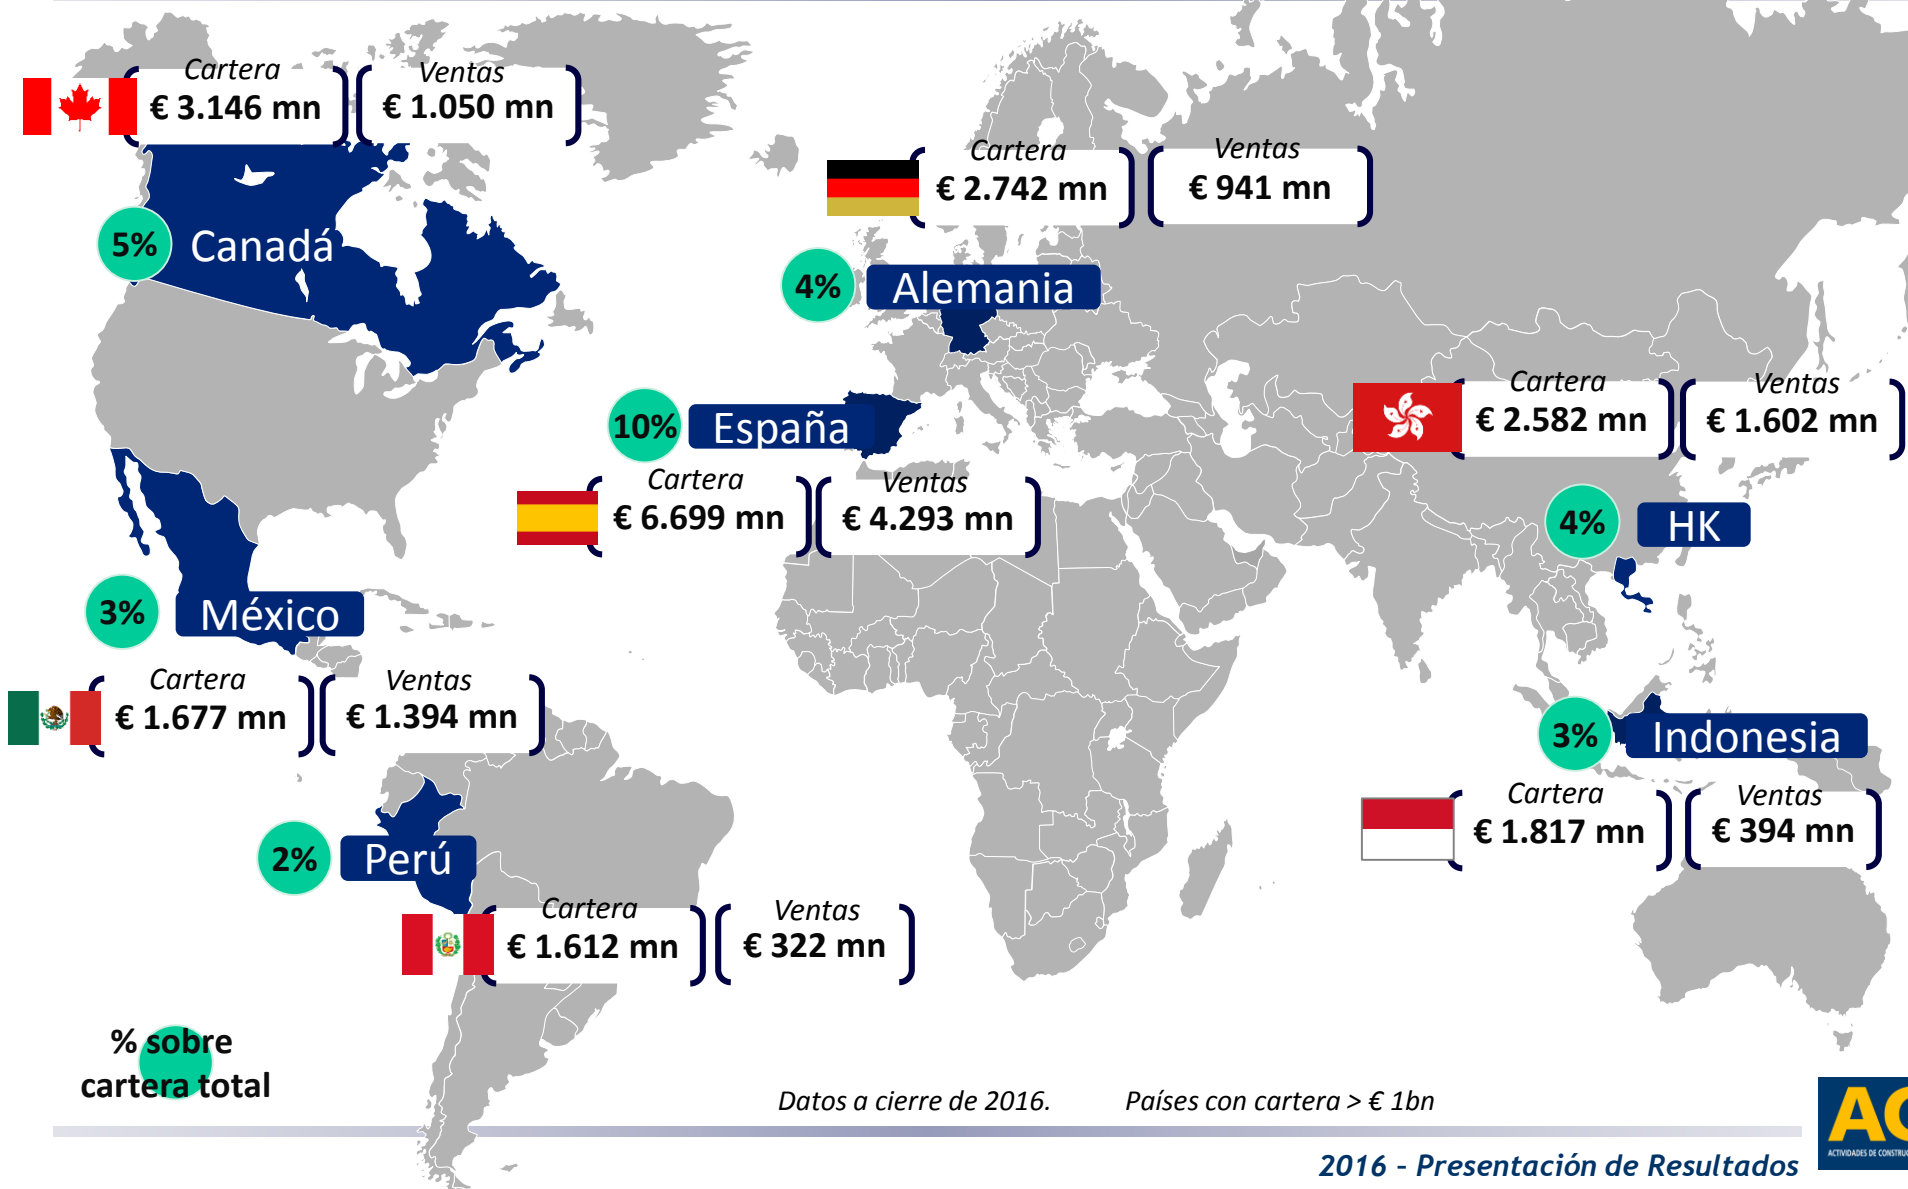 Cartera
€ 3.146 mn
Ventas
€ 1.050 mn
5%
Canadá
Cartera
€ 2.742 mn
Ventas
€ 941 mn
4%
Alemania
10%
España
Cartera
€ 6.699 mn
Ventas
€ 4.293 mn
Cartera
€ 2.582 mn
Ventas
€ 1.602 mn
4%
HK
3%
México
Cartera
€ 1.677 mn
Ventas
€ 1.394 mn
3%
Indonesia
Cartera
€ 1.817 mn
Ventas
€ 394 mn
2%
Perú
Cartera
€ 1.612 mn
Ventas
€ 322 mn
% sobre
cartera total
Datos a cierre de 2016. Países con cartera > € 1bn
2016 - Presentación de Resultados
ACTIVIDADES DE